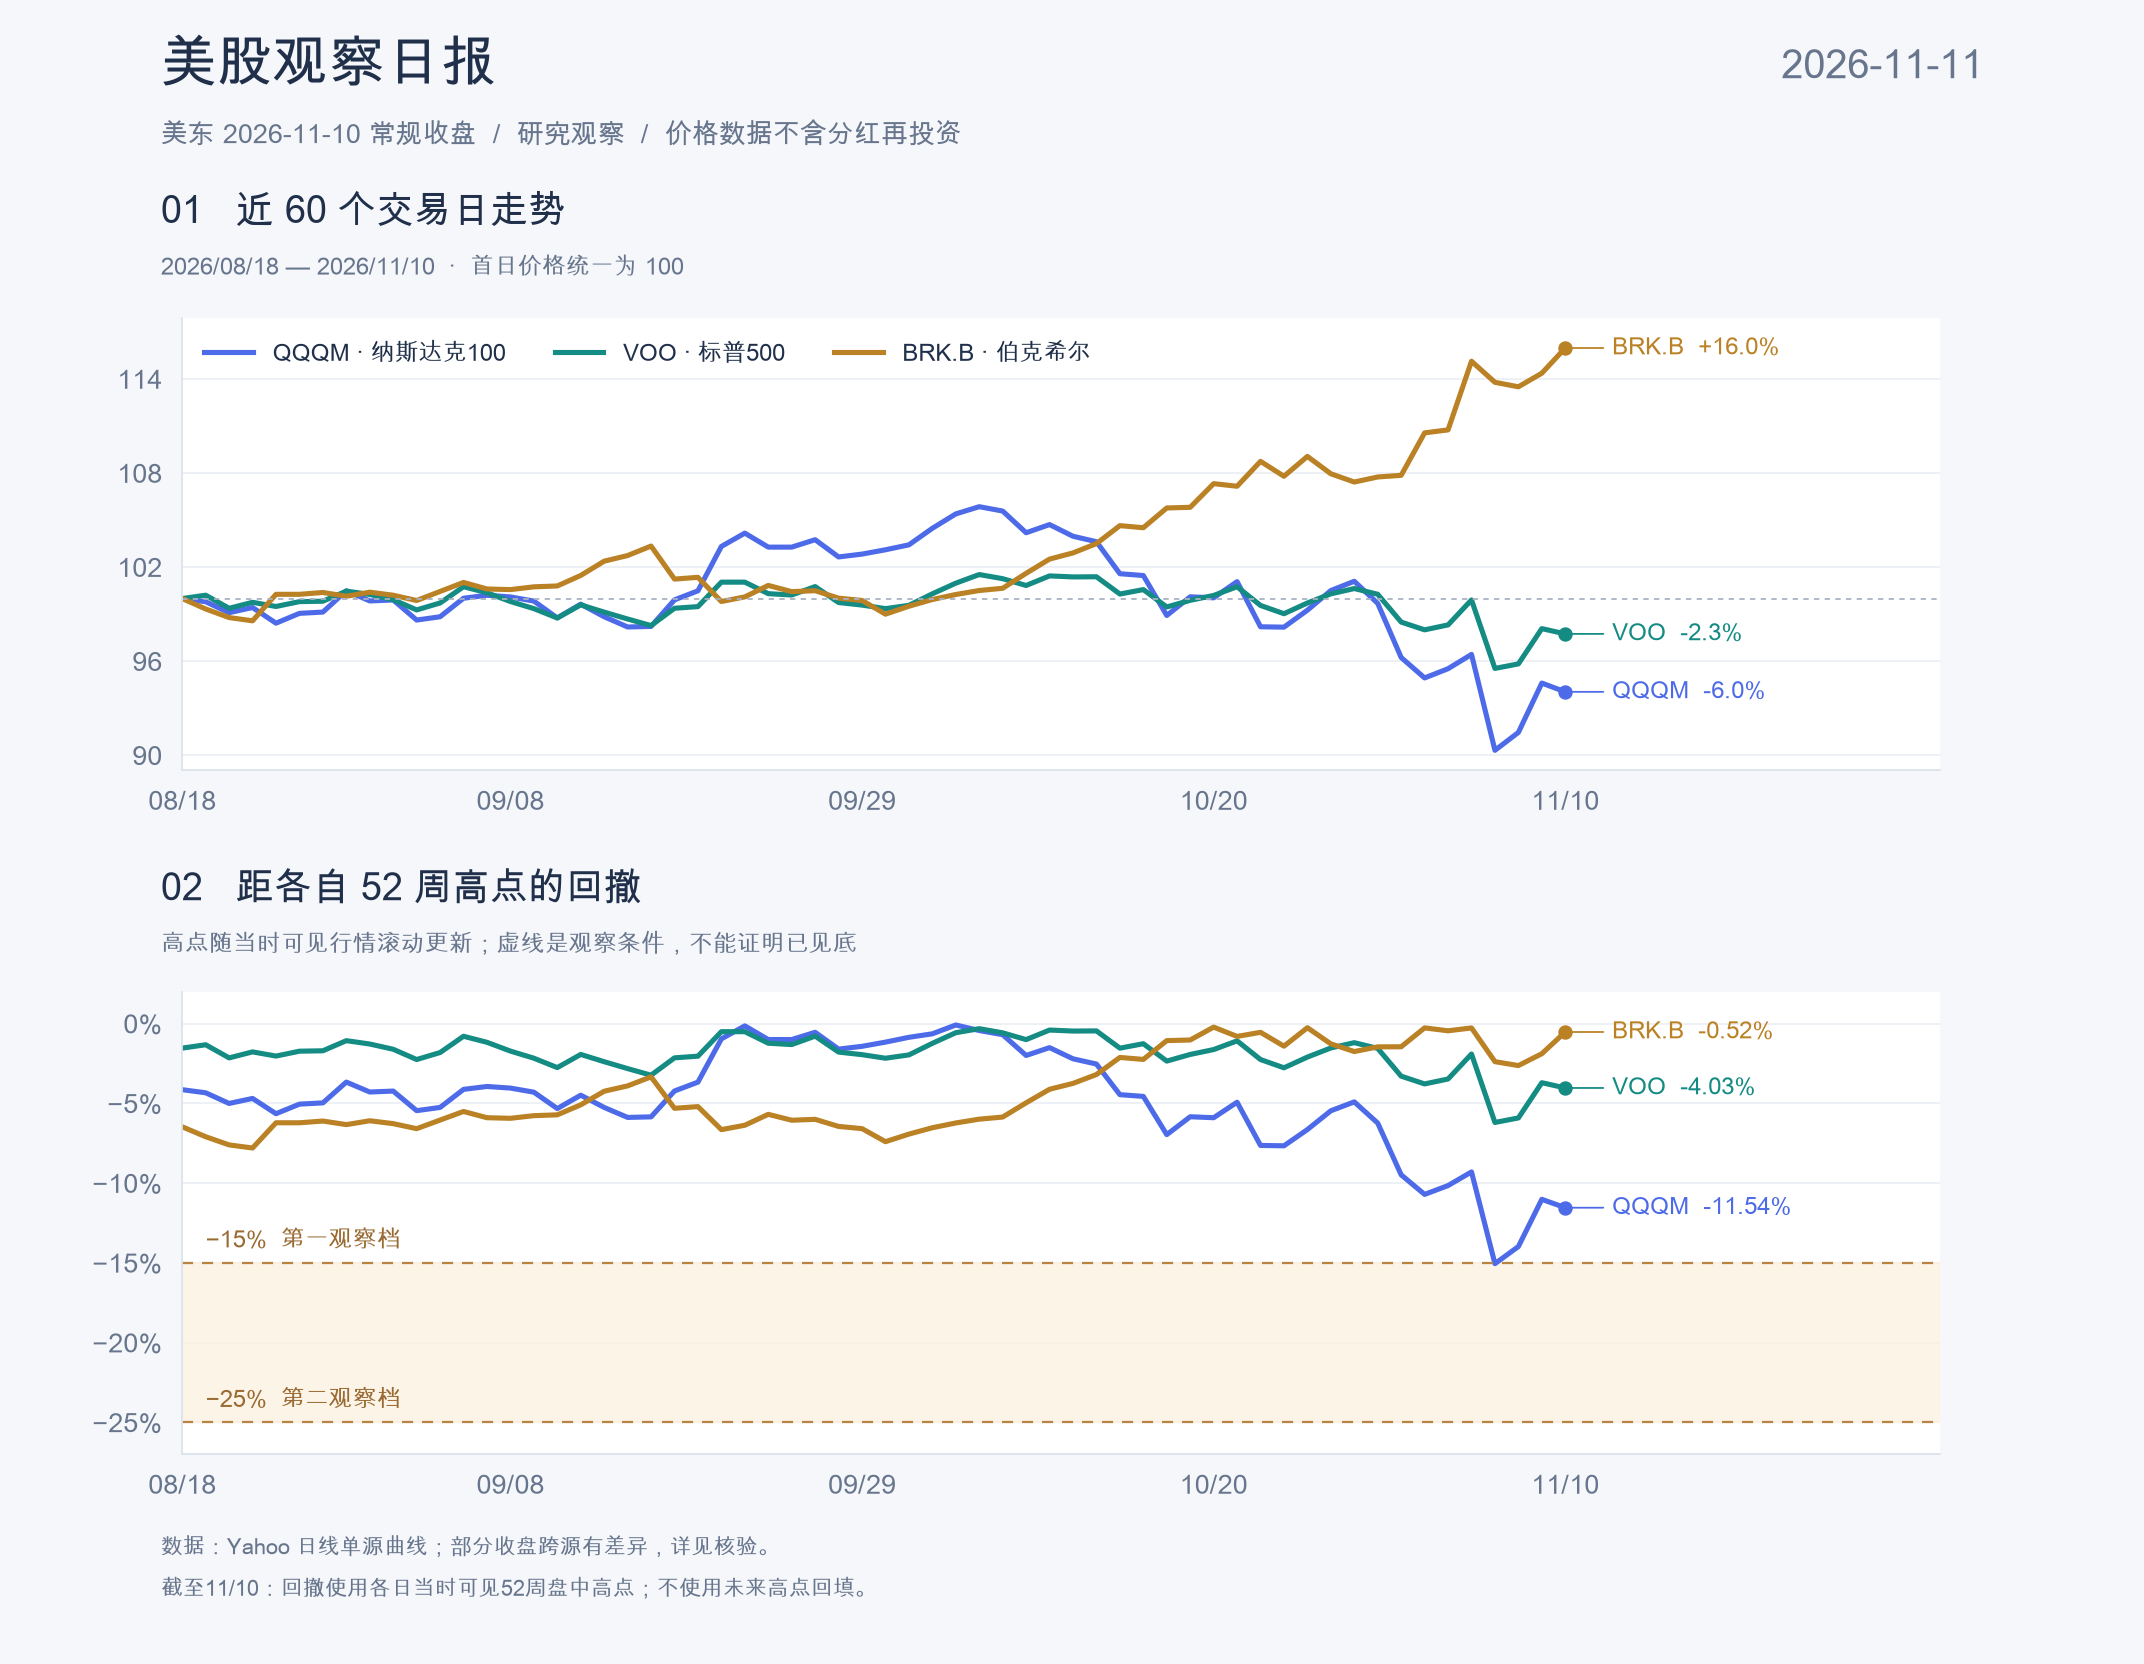 美股观察日报
2026-11-11
美东 2026-11-10 常规收盘 / 研究观察 / 价格数据不含分红再投资
01 近 60 个交易日走势
2026/08/18 — 2026/11/10 · 首日价格统一为 100
QQQM · 纳斯达克100
VOO · 标普500
BRK.B · 伯克希尔
BRK.B +16.0%
114
108
102
VOO -2.3%
96
QQQM -6.0%
90
08/18
09/08
09/29
10/20
11/10
02 距各自 52 周高点的回撤
高点随当时可见行情滚动更新；虚线是观察条件，不能证明已见底
0%
BRK.B -0.52%
VOO -4.03%
−5%
−10%
QQQM -11.54%
−15% 第一观察档
−15%
−20%
−25% 第二观察档
−25%
08/18
09/08
09/29
10/20
11/10
数据：Yahoo 日线单源曲线；部分收盘跨源有差异，详见核验。
截至11/10：回撤使用各日当时可见52周盘中高点；不使用未来高点回填。